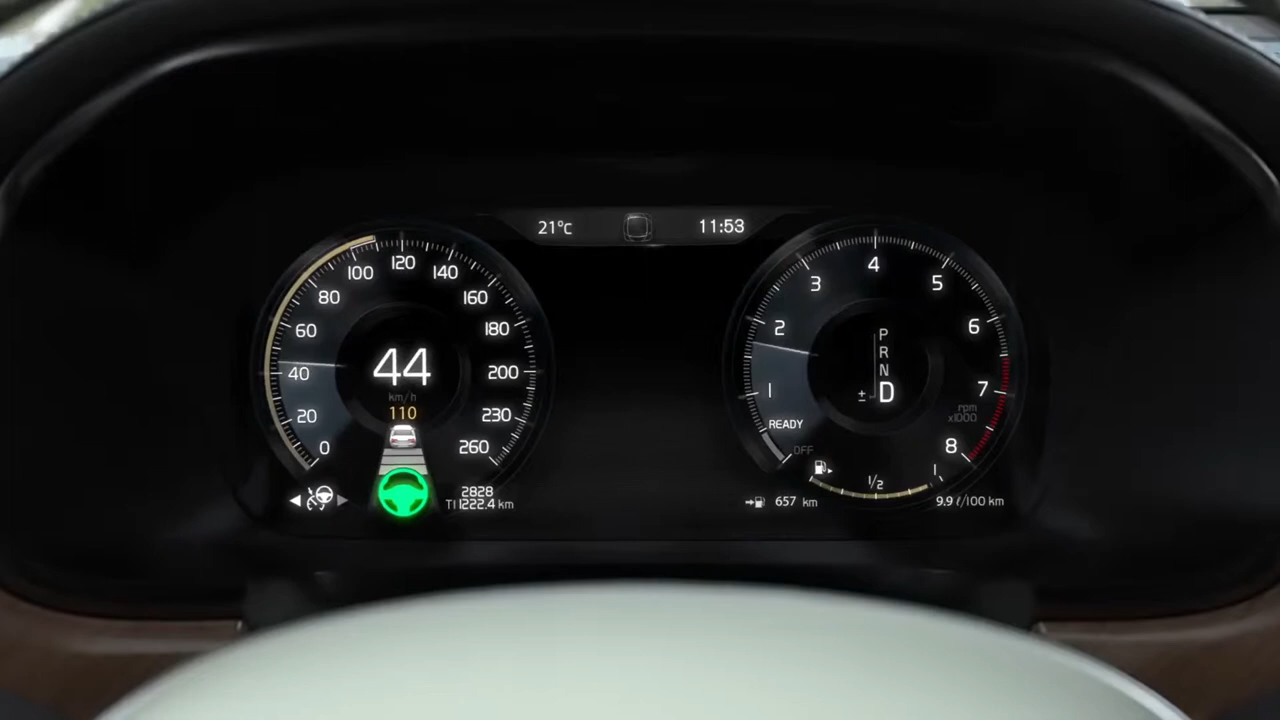 21°C
11:53
0
20
40
60
80
100
120
140
160
180
200
230
260
44
km/h
110
2828
T1 1222.4 km
1
2
3
4
5
6
7
8
P
R
N
± D
rpm
x1000
READY
OFF
1/2
1
657 km
9.9 ℓ/100 km